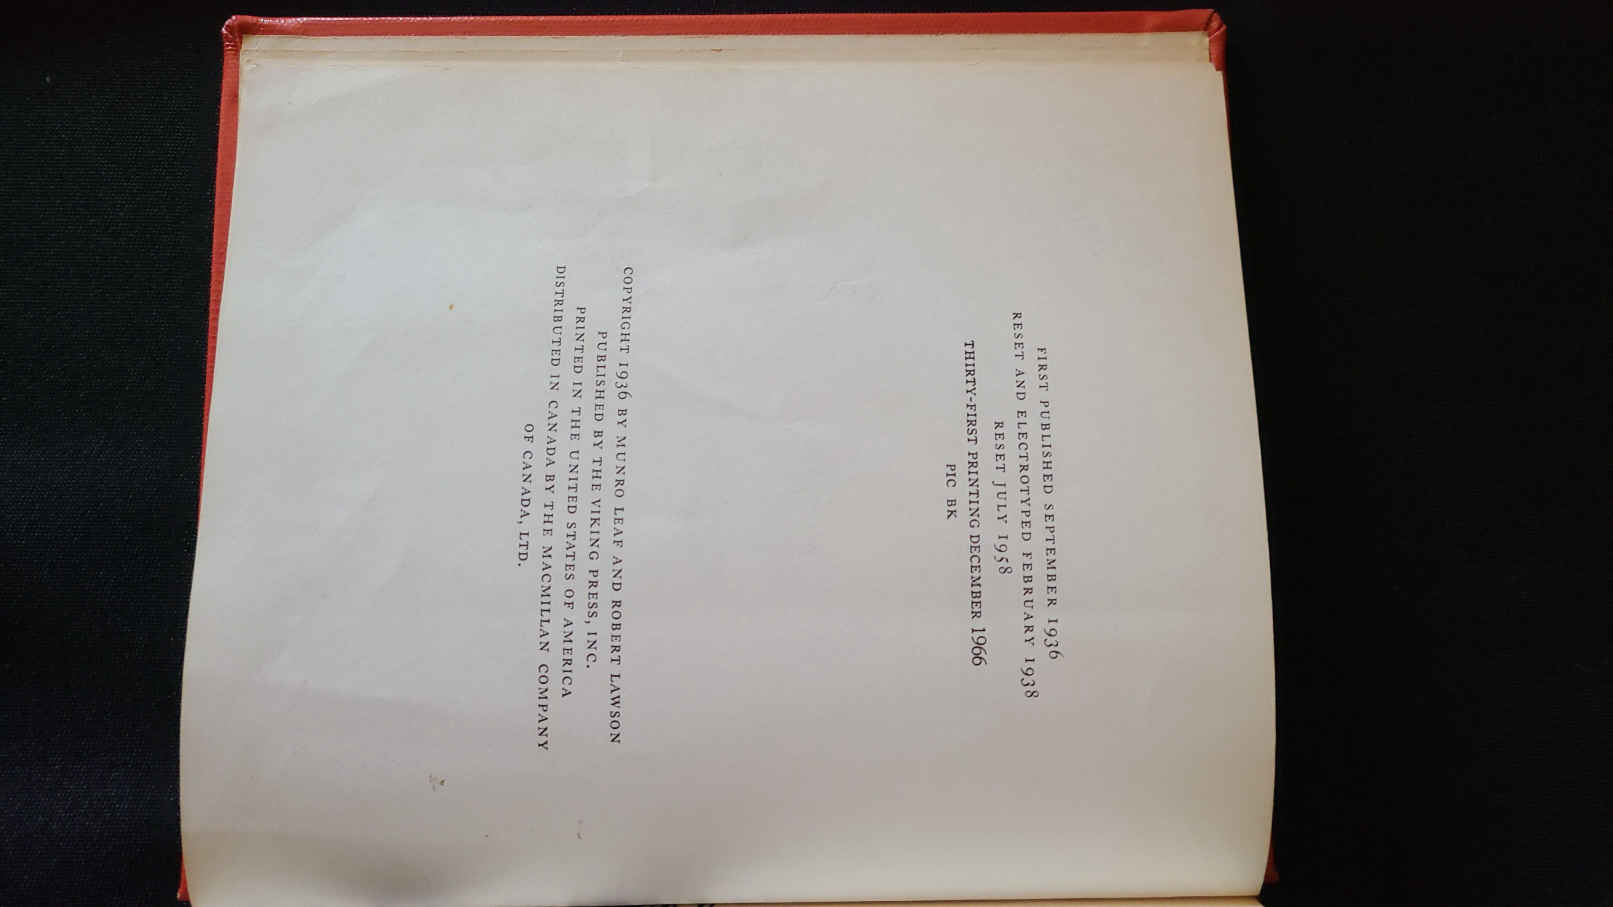 FIRST PUBLISHED SEPTEMBER 1936
RESET AND ELECTROTYPED FEBRUARY 1938
RESET JULY 1958
THIRTY-FIRST PRINTING DECEMBER 1966
PIC BK
COPYRIGHT 1936 BY MUNRO LEAF AND ROBERT LAWSON
PUBLISHED BY THE VIKING PRESS, INC.
PRINTED IN THE UNITED STATES OF AMERICA
DISTRIBUTED IN CANADA BY THE MACMILLAN COMPANY
OF CANADA, LTD.